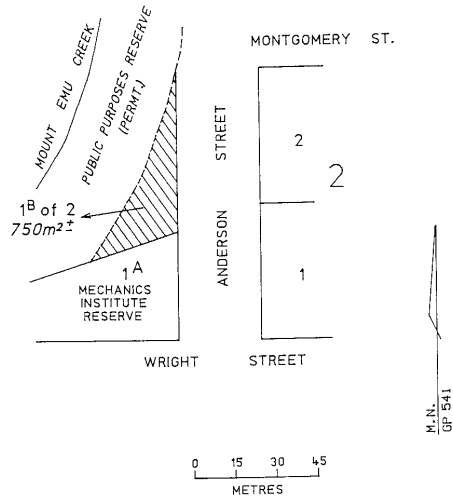 MONTGOMERY ST.
MOUNT EMU CREEK
PUBLIC PURPOSES RESERVE
(PERMT.)
STREET
ANDERSON
2
2
1B of 2
750m²±
1A
MECHANICS
INSTITUTE
RESERVE
1
WRIGHT STREET
M.N.
GP 541
0 15 30 45
METRES